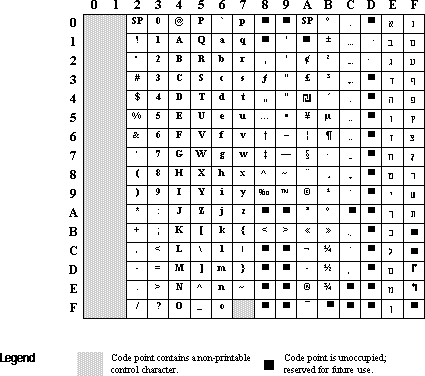 0 1 2 3 4 5 6 7 8 9 A B C D E F
0 SP 0 @ P ` p SP ° א נ
1 ! 1 A Q a q ‘ ± ב ס
2 " 2 B R b r ‚ ’ ¢ ² ג ע
3 # 3 C S c s ƒ “ £ ³ ד ף
4 $ 4 D T d t „ ” ₪ ´ ה פ
5 % 5 E U e u … • ¥ µ ו ץ
6 & 6 F V f v † – ¦ ¶ ז צ
7 ' 7 G W g w ‡ — § · ח ק
8 ( 8 H X h x ^ ~ ¨ ¸ ט ר
9 ) 9 I Y i y ‰ ™ © ¹ י ש
A * : J Z j z ך ת
B + ; K [ k { < > « » כ
C , < L \ l | ¬ ¼ ל
D - = M ] m } - ½ ם
E . > N ^ n ~ ® ¾ מ
F / ? O _ o ¯ ן
Legend
Code point contains a non-printable
control character.
Code point is unoccupied;
reserved for future use.